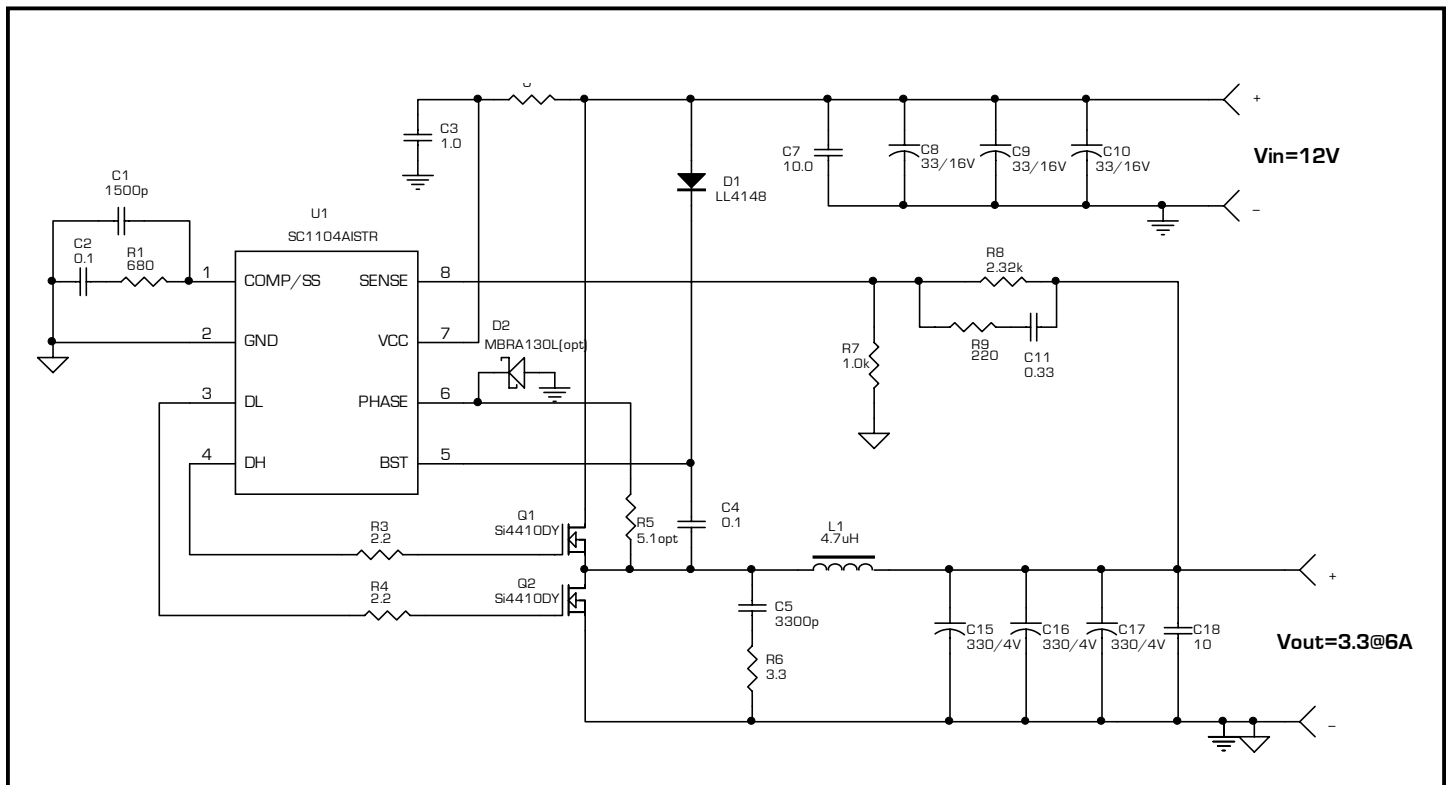 C3
1.0
C7
10.0
C8
33/16V
C9
33/16V
C10
33/16V
+
Vin=12V
–
D1
LL4148
C1
1500p
C2
0.1
R1
680
U1
SC1104AISTR
1
COMP/SS
SENSE
8
2
GND
VCC
7
3
DL
PHASE
6
4
DH
BST
5
D2
MBRA130L(opt)
R8
2.32k
R9
220
C11
0.33
R7
1.0k
R3
2.2
R4
2.2
Q1
Si4410DY
Q2
Si4410DY
R5
5.1opt
C4
0.1
L1
4.7uH
C5
3300p
R6
3.3
C15
330/4V
C16
330/4V
C17
330/4V
C18
10
+
Vout=3.3@6A
–